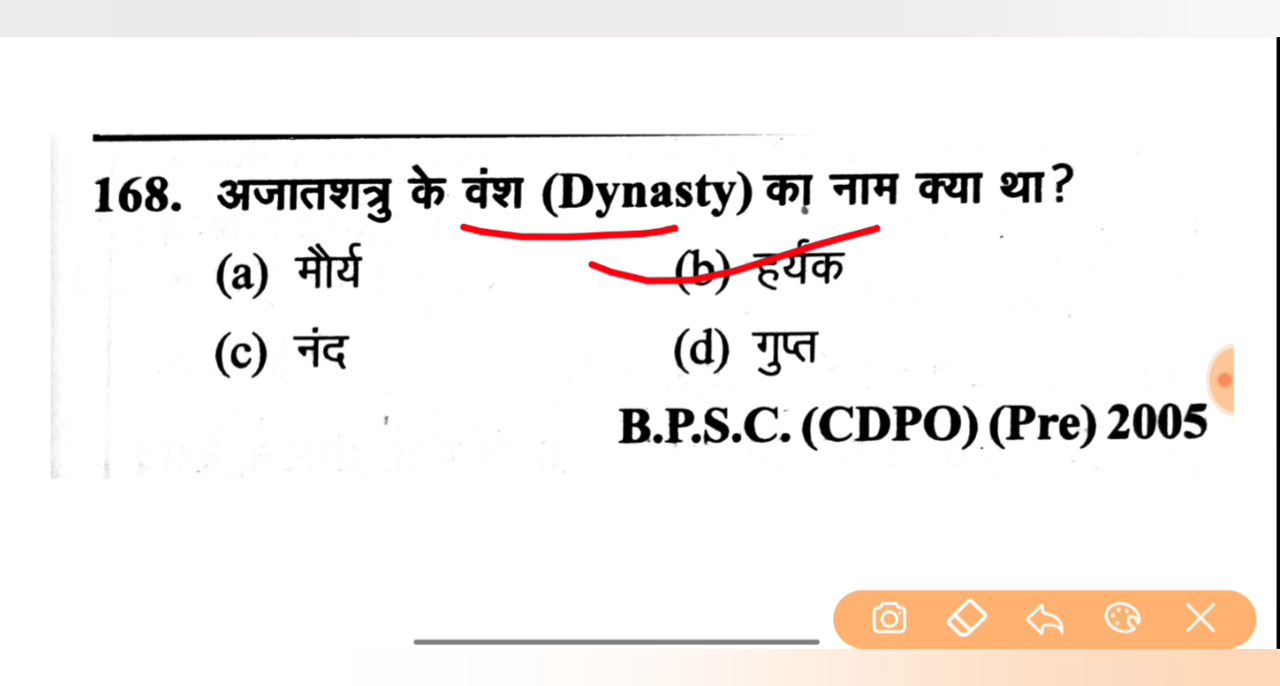 168. अजातशत्रु के वंश (Dynasty) का नाम क्या था?
(a) मौर्य (b) हर्यक
(c) नंद (d) गुप्त
B.P.S.C. (CDPO) (Pre) 2005